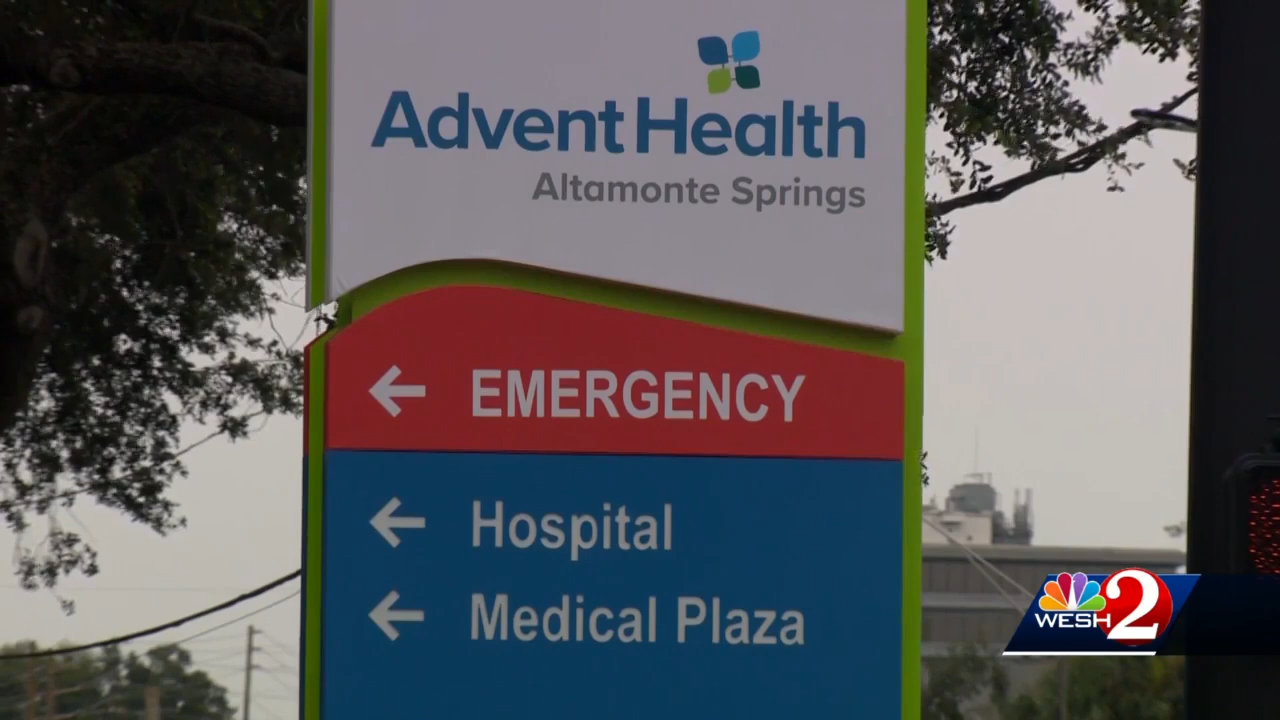 AdventHealth
Altamonte Springs
← EMERGENCY
← Hospital
← Medical Plaza
WESH 2